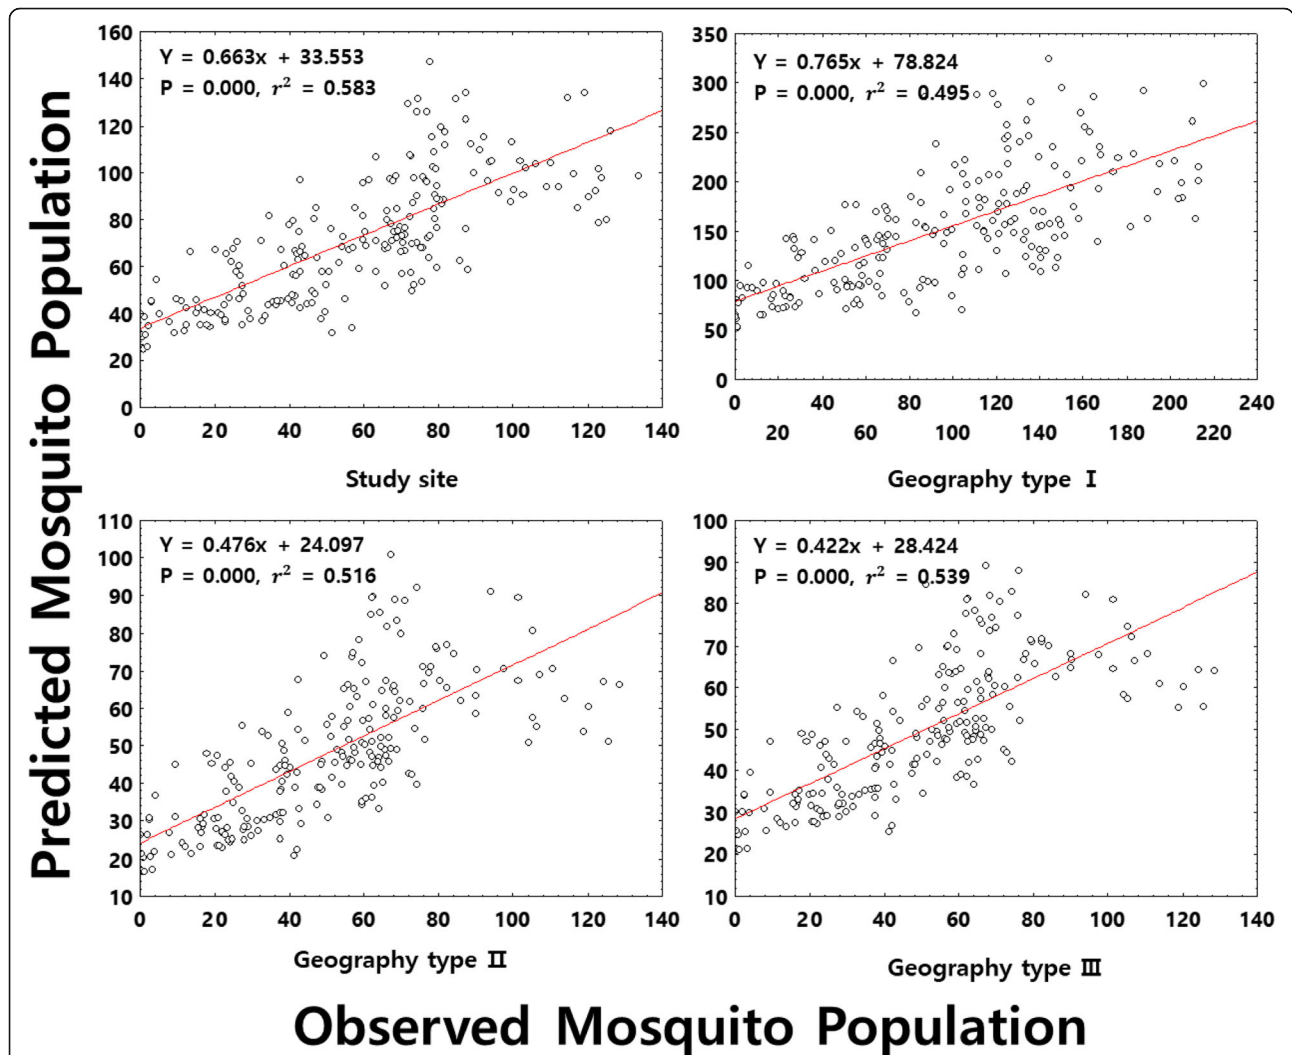 Predicted Mosquito Population
160
140
120
100
80
60
40
20
0
Y = 0.663x + 33.553
P = 0.000, r² = 0.583
0 20 40 60 80 100 120 140
Study site
350
300
250
200
150
100
50
0
Y = 0.765x + 78.824
P = 0.000, r² = 0.495
0 40 80 120 160 200 240
20 60 100 140 180 220
Geography type Ⅰ
110
100
90
80
70
60
50
40
30
20
10
Y = 0.476x + 24.097
P = 0.000, r² = 0.516
0 20 40 60 80 100 120 140
Geography type Ⅱ
100
90
80
70
60
50
40
30
20
10
Y = 0.422x + 28.424
P = 0.000, r² = 0.539
0 20 40 60 80 100 120 140
Geography type Ⅲ
Observed Mosquito Population